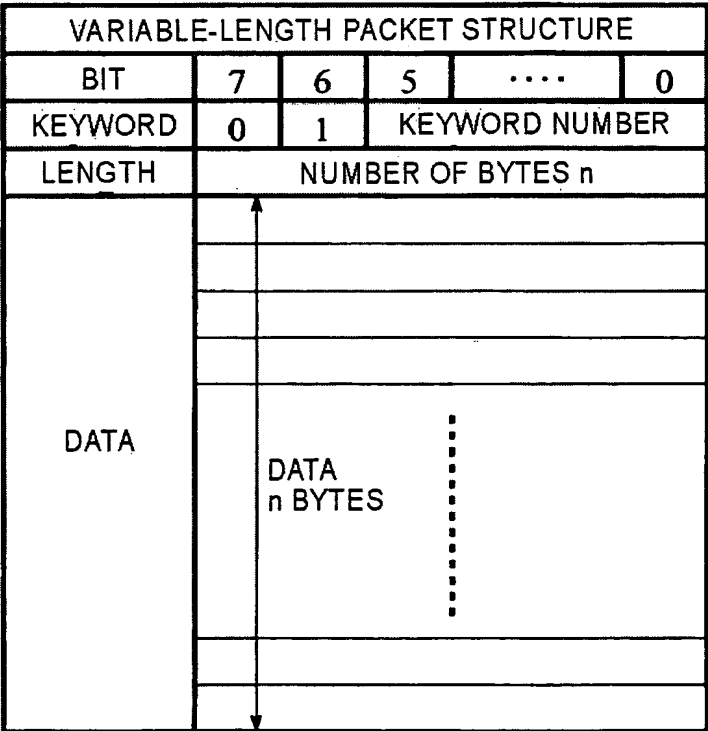 VARIABLE-LENGTH PACKET STRUCTURE
BIT 7 6 5 ···· 0
KEYWORD 0 1 KEYWORD NUMBER
LENGTH NUMBER OF BYTES n
DATA
DATA
n BYTES